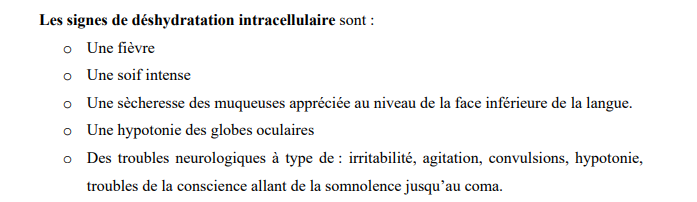 Les signes de déshydratation intracellulaire sont :
o Une fièvre
o Une soif intense
o Une sècheresse des muqueuses appréciée au niveau de la face inférieure de la langue.
o Une hypotonie des globes oculaires
o Des troubles neurologiques à type de : irritabilité, agitation, convulsions, hypotonie,
troubles de la conscience allant de la somnolence jusqu’au coma.